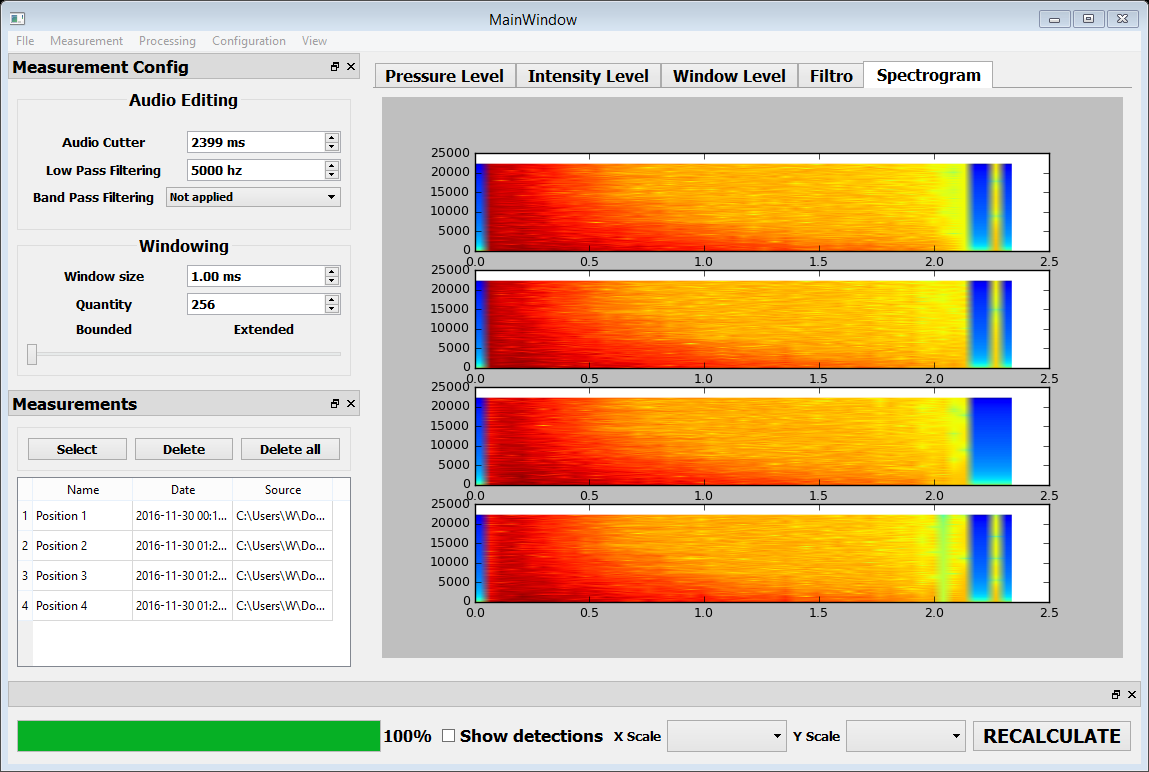 MainWindow
FIle Measurement Processing Configuration View
Measurement Config
Audio Editing
Audio Cutter 2399 ms
Low Pass Filtering 5000 hz
Band Pass Filtering Not applied
Windowing
Window size 1.00 ms
Quantity 256
Bounded Extended
Measurements
Select Delete Delete all
Name Date Source
1 Position 1 2016-11-30 00:1... C:\Users\W\Do...
2 Position 2 2016-11-30 01:2... C:\Users\W\Do...
3 Position 3 2016-11-30 01:2... C:\Users\W\Do...
4 Position 4 2016-11-30 01:2... C:\Users\W\Do...
Pressure Level Intensity Level Window Level Filtro Spectrogram
25000
20000
15000
10000
5000
0
0.0 0.5 1.0 1.5 2.0 2.5
25000
20000
15000
10000
5000
0
0.0 0.5 1.0 1.5 2.0 2.5
25000
20000
15000
10000
5000
0
0.0 0.5 1.0 1.5 2.0 2.5
25000
20000
15000
10000
5000
0
0.0 0.5 1.0 1.5 2.0 2.5
100% Show detections X Scale Y Scale RECALCULATE